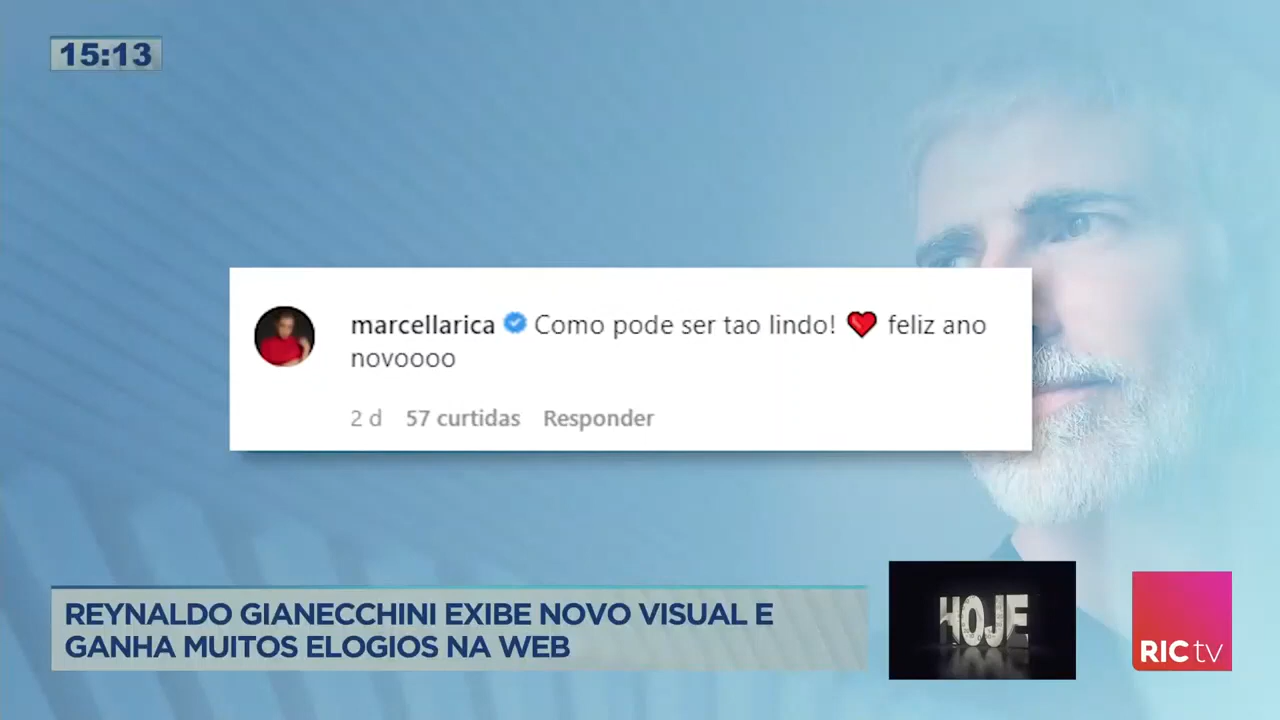 15:13
marcellarica Como pode ser tao lindo! ❤️ feliz ano
novoooo
2 d 57 curtidas Responder
REYNALDO GIANECCHINI EXIBE NOVO VISUAL E
GANHA MUITOS ELOGIOS NA WEB
HOJE
RIC tv